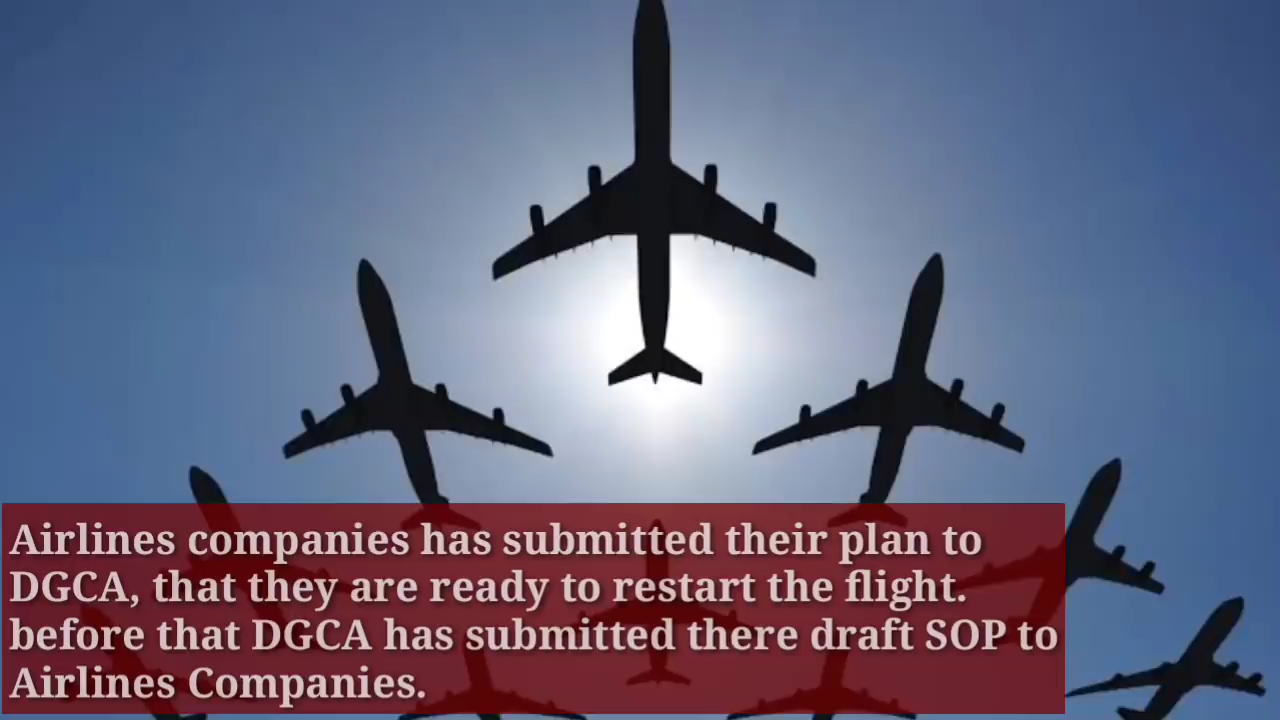 Airlines companies has submitted their plan to
DGCA, that they are ready to restart the flight.
before that DGCA has submitted there draft SOP to
Airlines Companies.